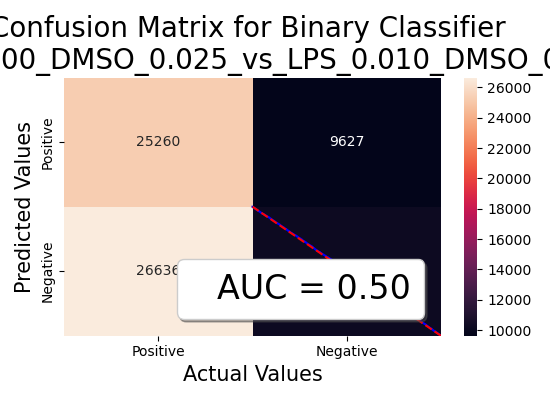 Confusion Matrix for Binary Classifier
00_DMSO_0.025_vs_LPS_0.010_DMSO_0
Predicted Values
Positive
Negative
25260
9627
26636
AUC = 0.50
Positive
Negative
Actual Values
26000
24000
22000
20000
18000
16000
14000
12000
10000